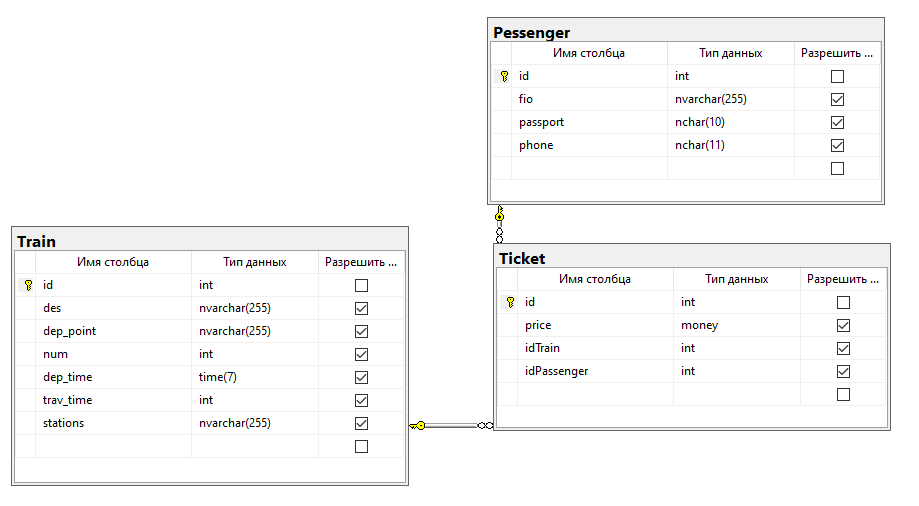 Pessenger
Имя столбца Тип данных Разрешить ...
id int
fio nvarchar(255)
passport nchar(10)
phone nchar(11)
Train
Имя столбца Тип данных Разрешить ...
id int
des nvarchar(255)
dep_point nvarchar(255)
num int
dep_time time(7)
trav_time int
stations nvarchar(255)
Ticket
Имя столбца Тип данных Разрешить ...
id int
price money
idTrain int
idPassenger int